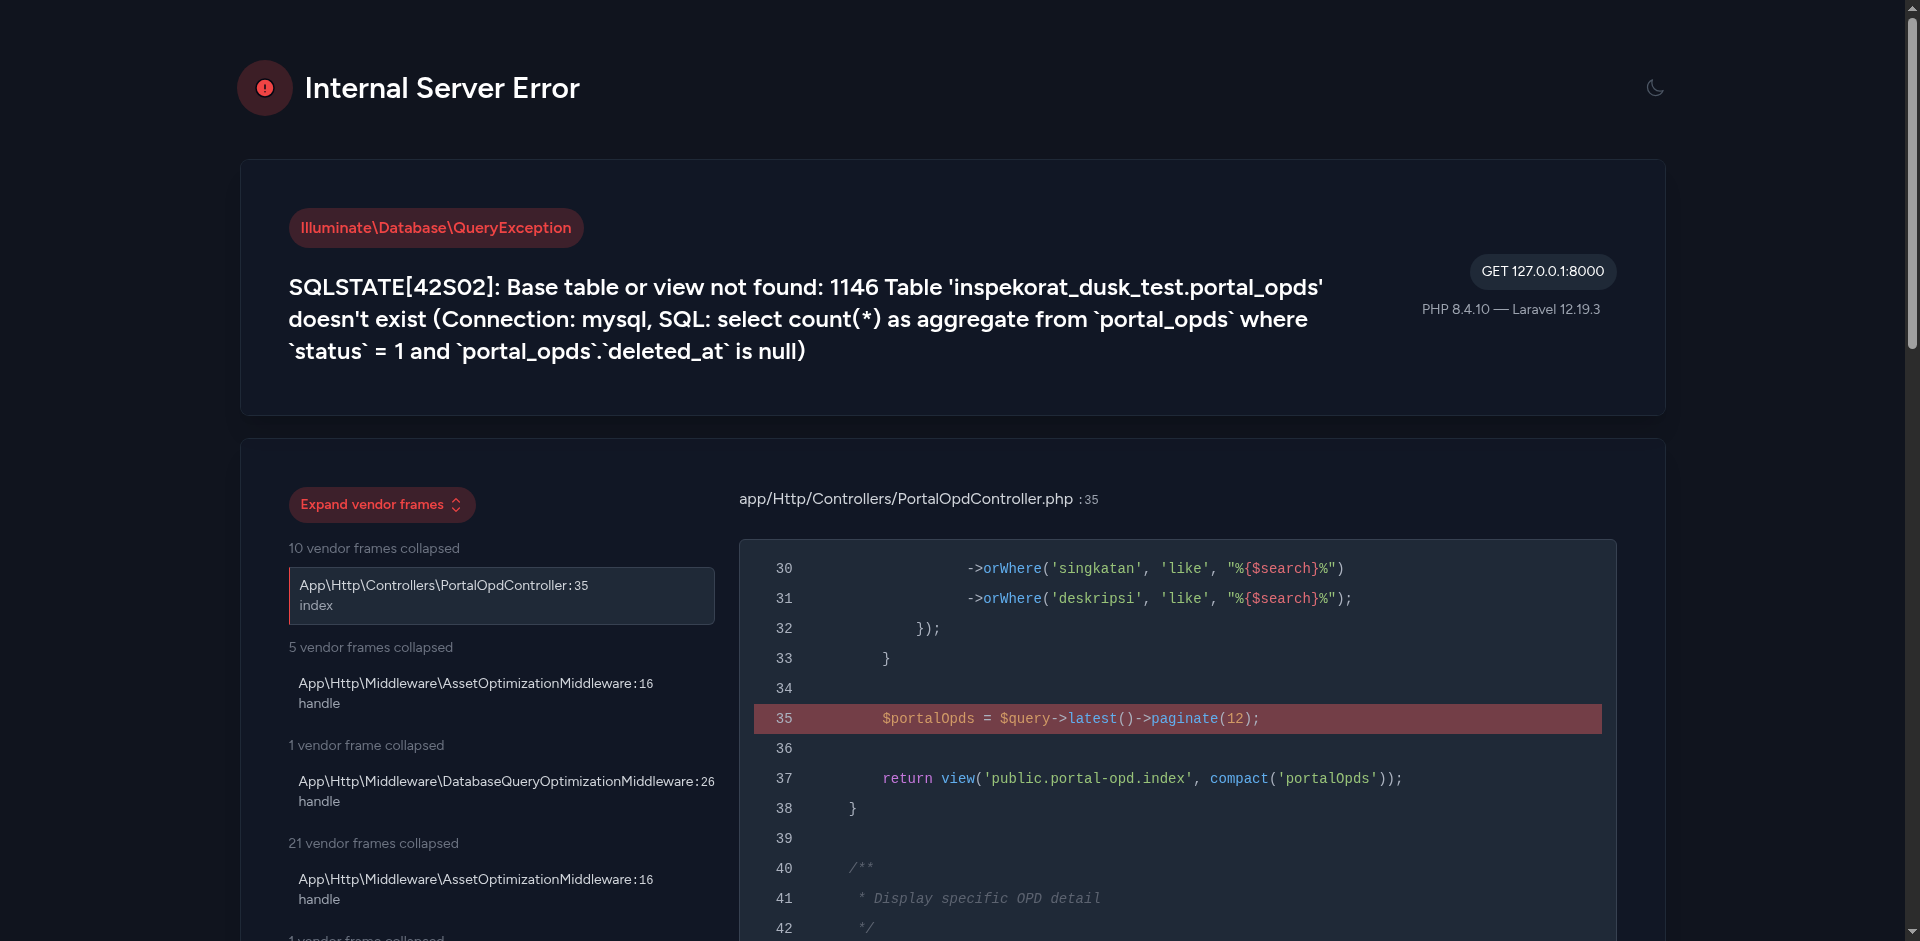 Internal Server Error
Illuminate\Database\QueryException
SQLSTATE[42S02]: Base table or view not found: 1146 Table 'inspekorat_dusk_test.portal_opds'
doesn't exist (Connection: mysql, SQL: select count(*) as aggregate from `portal_opds` where
`status` = 1 and `portal_opds`.`deleted_at` is null)
GET 127.0.0.1:8000
PHP 8.4.10 — Laravel 12.19.3
Expand vendor frames
10 vendor frames collapsed
App\Http\Controllers\PortalOpdController:35
index
5 vendor frames collapsed
App\Http\Middleware\AssetOptimizationMiddleware:16
handle
1 vendor frame collapsed
App\Http\Middleware\DatabaseQueryOptimizationMiddleware:26
handle
21 vendor frames collapsed
App\Http\Middleware\AssetOptimizationMiddleware:16
handle
1 vendor frame collapsed
app/Http/Controllers/PortalOpdController.php :35
30 ->orWhere('singkatan', 'like', "%{$search}%")
31 ->orWhere('deskripsi', 'like', "%{$search}%");
32 });
33 }
34
35 $portalOpds = $query->latest()->paginate(12);
36
37 return view('public.portal-opd.index', compact('portalOpds'));
38 }
39
40 /**
41 * Display specific OPD detail
42 */